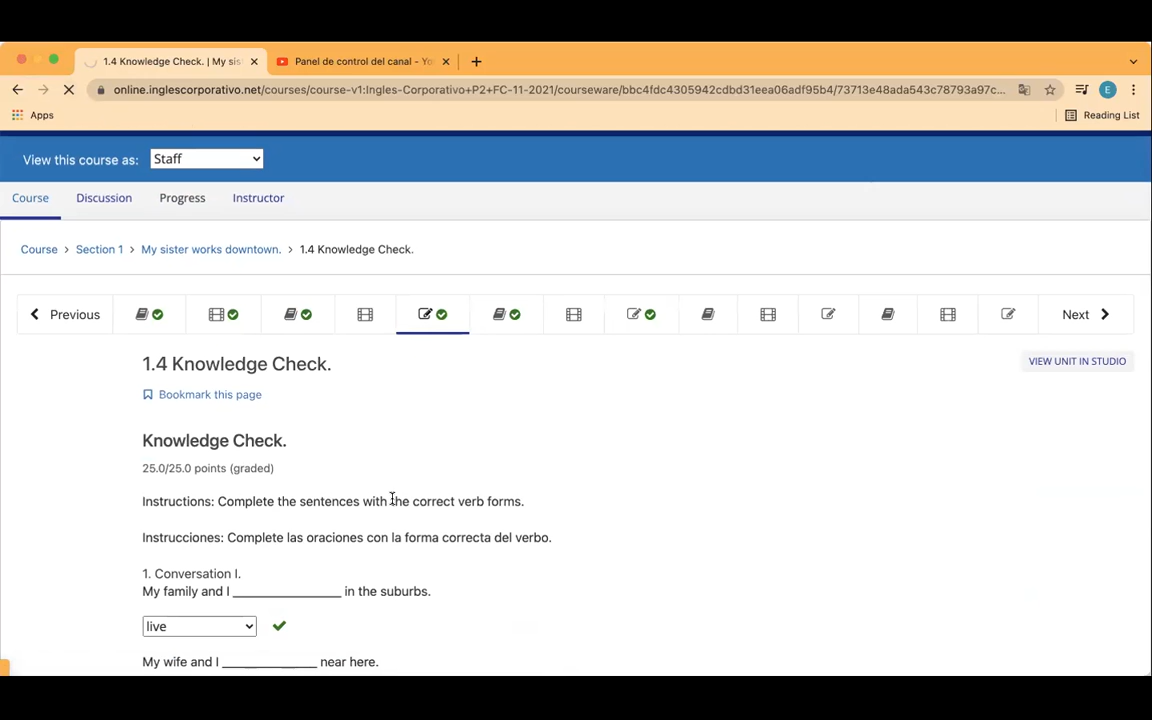 1.4 Knowledge Check. | My sis
Panel de control del canal - Yo
online.inglescorporativo.net/courses/course-v1:Ingles-Corporativo+P2+FC-11-2021/courseware/bbc4fdc4305942cdbd31eea06adf95b4/73713e48ada543c78793a97c...
E
Apps
Reading List
View this course as:
Staff
Course
Discussion
Progress
Instructor
Course > Section 1 > My sister works downtown. > 1.4 Knowledge Check.
Previous
Next
1.4 Knowledge Check.
VIEW UNIT IN STUDIO
Bookmark this page
Knowledge Check.
25.0/25.0 points (graded)
Instructions: Complete the sentences with the correct verb forms.
Instrucciones: Complete las oraciones con la forma correcta del verbo.
1. Conversation I.
My family and I ________________ in the suburbs.
live
My wife and I ______________ near here.